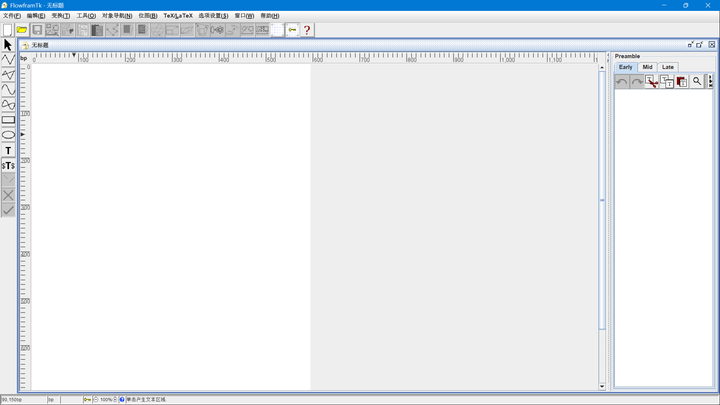 FlowframTk - 无标题
文件(F) 编辑(E) 变换(T) 工具(O) 对象导航(N) 位图(B) TeX/LaTeX 选项设置(S) 窗口(W) 帮助(H)
无标题
Preamble
bp 0 100 200 300 400 500 600 700 800 900 1,000 1,100
Early Mid Late
0
100
T
200
$T$
300
400
500
600
90,150bp bp 100% 单击产生文本区域